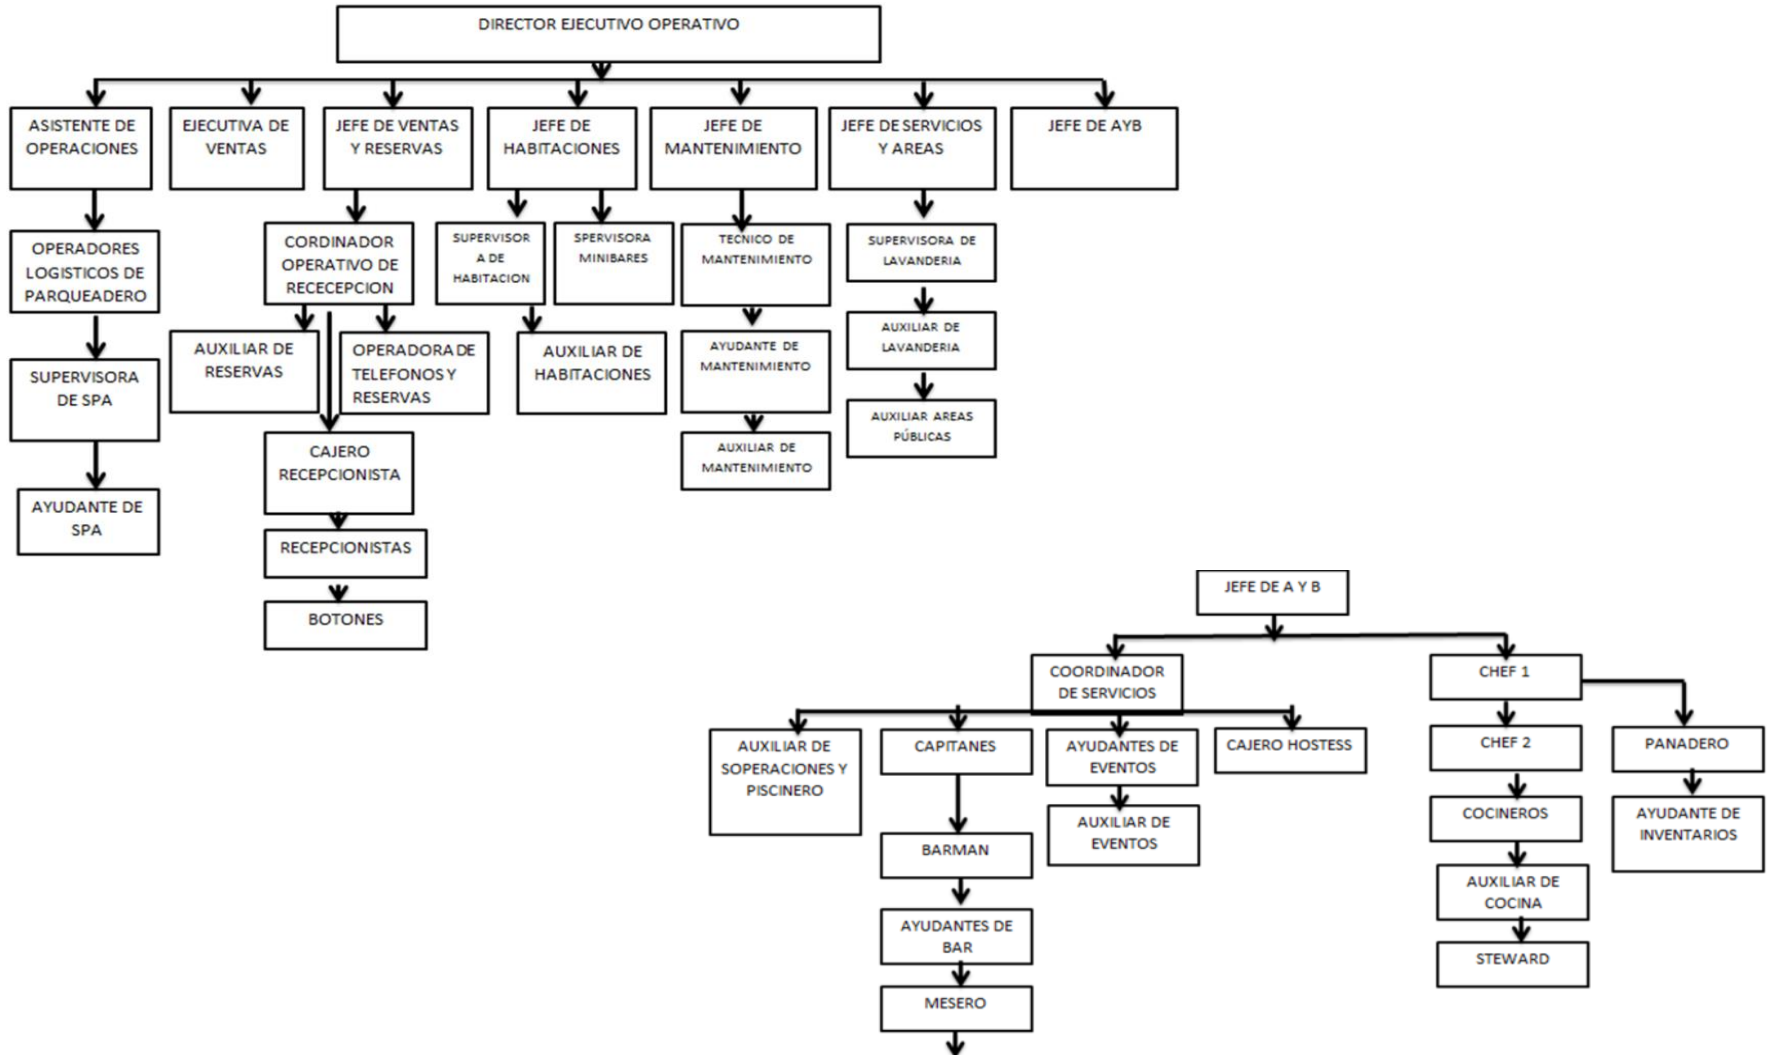 DIRECTOR EJECUTIVO OPERATIVO
ASISTENTE DE
OPERACIONES
EJECUTIVA DE
VENTAS
JEFE DE VENTAS
Y RESERVAS
JEFE DE
HABITACIONES
JEFE DE
MANTENIMIENTO
JEFE DE SERVICIOS
Y AREAS
JEFE DE AYB
OPERADORES
LOGISTICOS DE
PARQUEADERO
SUPERVISORA
DE SPA
AYUDANTE DE
SPA
CORDINADOR
OPERATIVO DE
RECECEPCION
AUXILIAR DE
RESERVAS
OPERADORA DE
TELEFONOS Y
RESERVAS
CAJERO
RECEPCIONISTA
RECEPCIONISTAS
BOTONES
SUPERVISOR
A DE
HABITACION
SPERVISORA
MINIBARES
AUXILIAR DE
HABITACIONES
TECNICO DE
MANTENIMIENTO
AYUDANTE DE
MANTENIMIENTO
AUXILIAR DE
MANTENIMIENTO
SUPERVISORA DE
LAVANDERIA
AUXILIAR DE
LAVANDERIA
AUXILIAR AREAS
PÚBLICAS
JEFE DE A Y B
COORDINADOR
DE SERVICIOS
CHEF 1
AUXILIAR DE
SOPERACIONES Y
PISCINERO
CAPITANES
AYUDANTES DE
EVENTOS
CAJERO HOSTESS
CHEF 2
PANADERO
BARMAN
AUXILIAR DE
EVENTOS
COCINEROS
AYUDANTE DE
INVENTARIOS
AYUDANTES DE
BAR
AUXILIAR DE
COCINA
MESERO
STEWARD